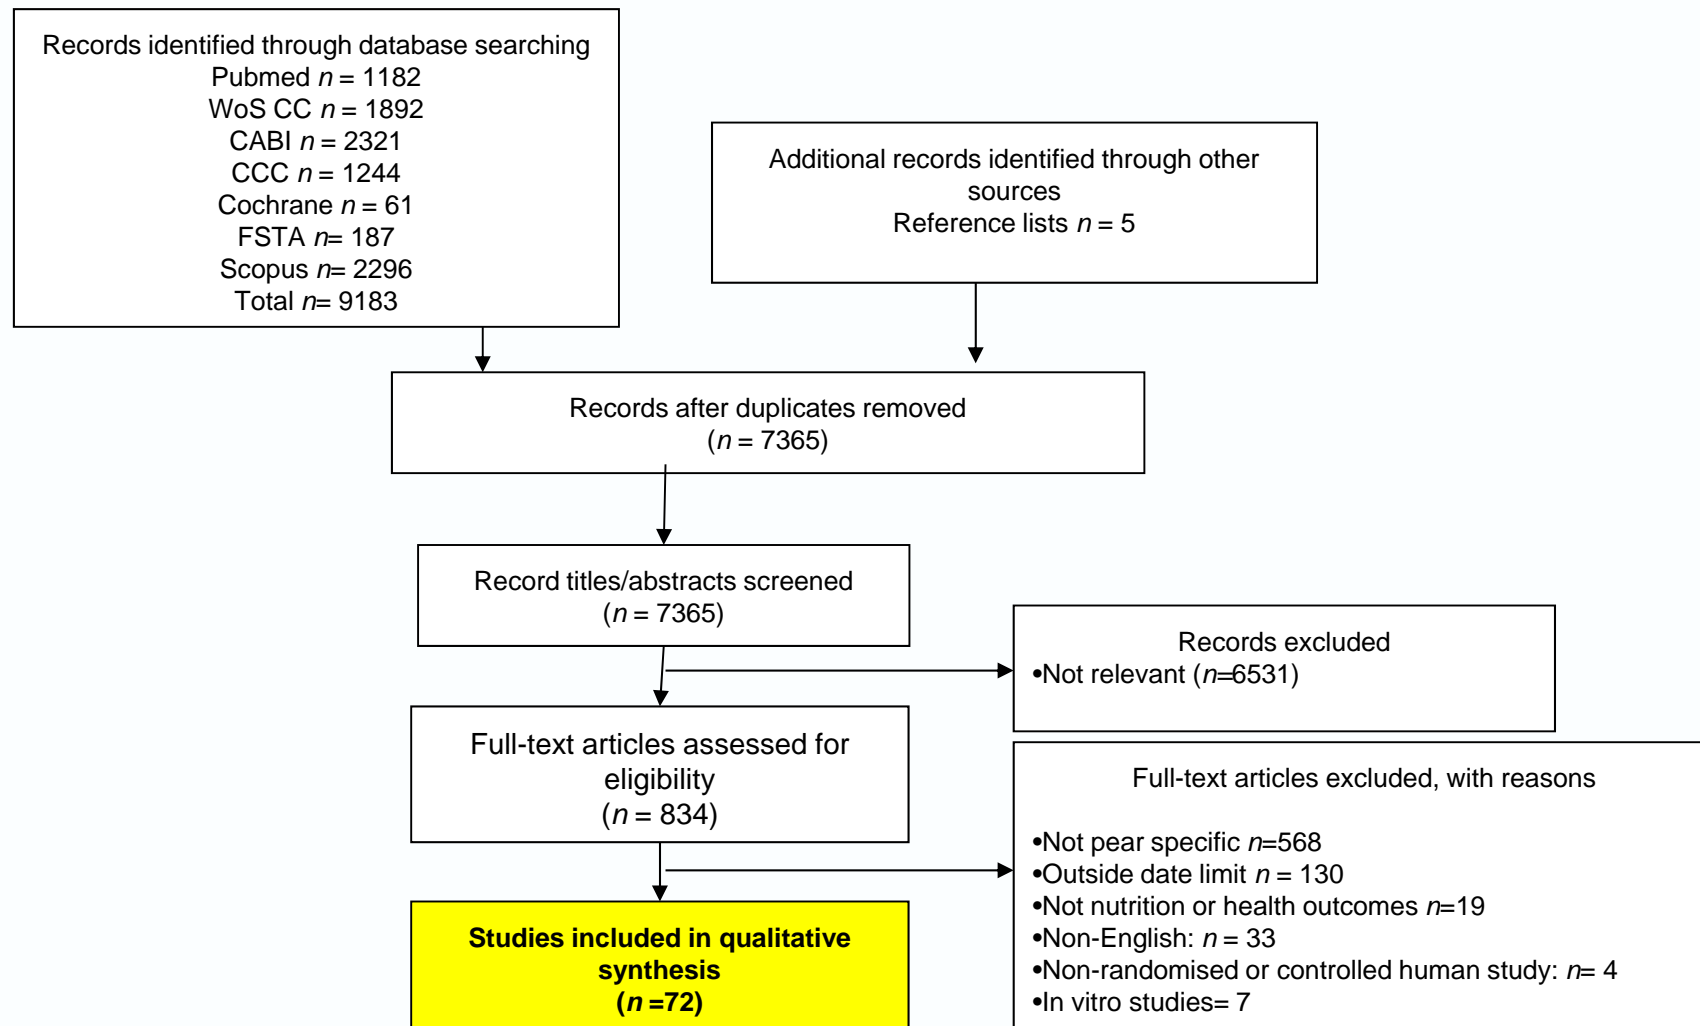 Records identified through database searching
Pubmed n = 1182
WoS CC n = 1892
CABI n = 2321
CCC n = 1244
Cochrane n = 61
FSTA n= 187
Scopus n= 2296
Total n= 9183
Additional records identified through other
sources
Reference lists n = 5
Records after duplicates removed
(n = 7365)
Record titles/abstracts screened
(n = 7365)
Records excluded
•Not relevant (n=6531)
Full-text articles assessed for
eligibility
(n = 834)
Full-text articles excluded, with reasons
•Not pear specific n=568
•Outside date limit n = 130
•Not nutrition or health outcomes n=19
•Non-English: n = 33
•Non-randomised or controlled human study: n= 4
•In vitro studies= 7
Studies included in qualitative
synthesis
(n =72)